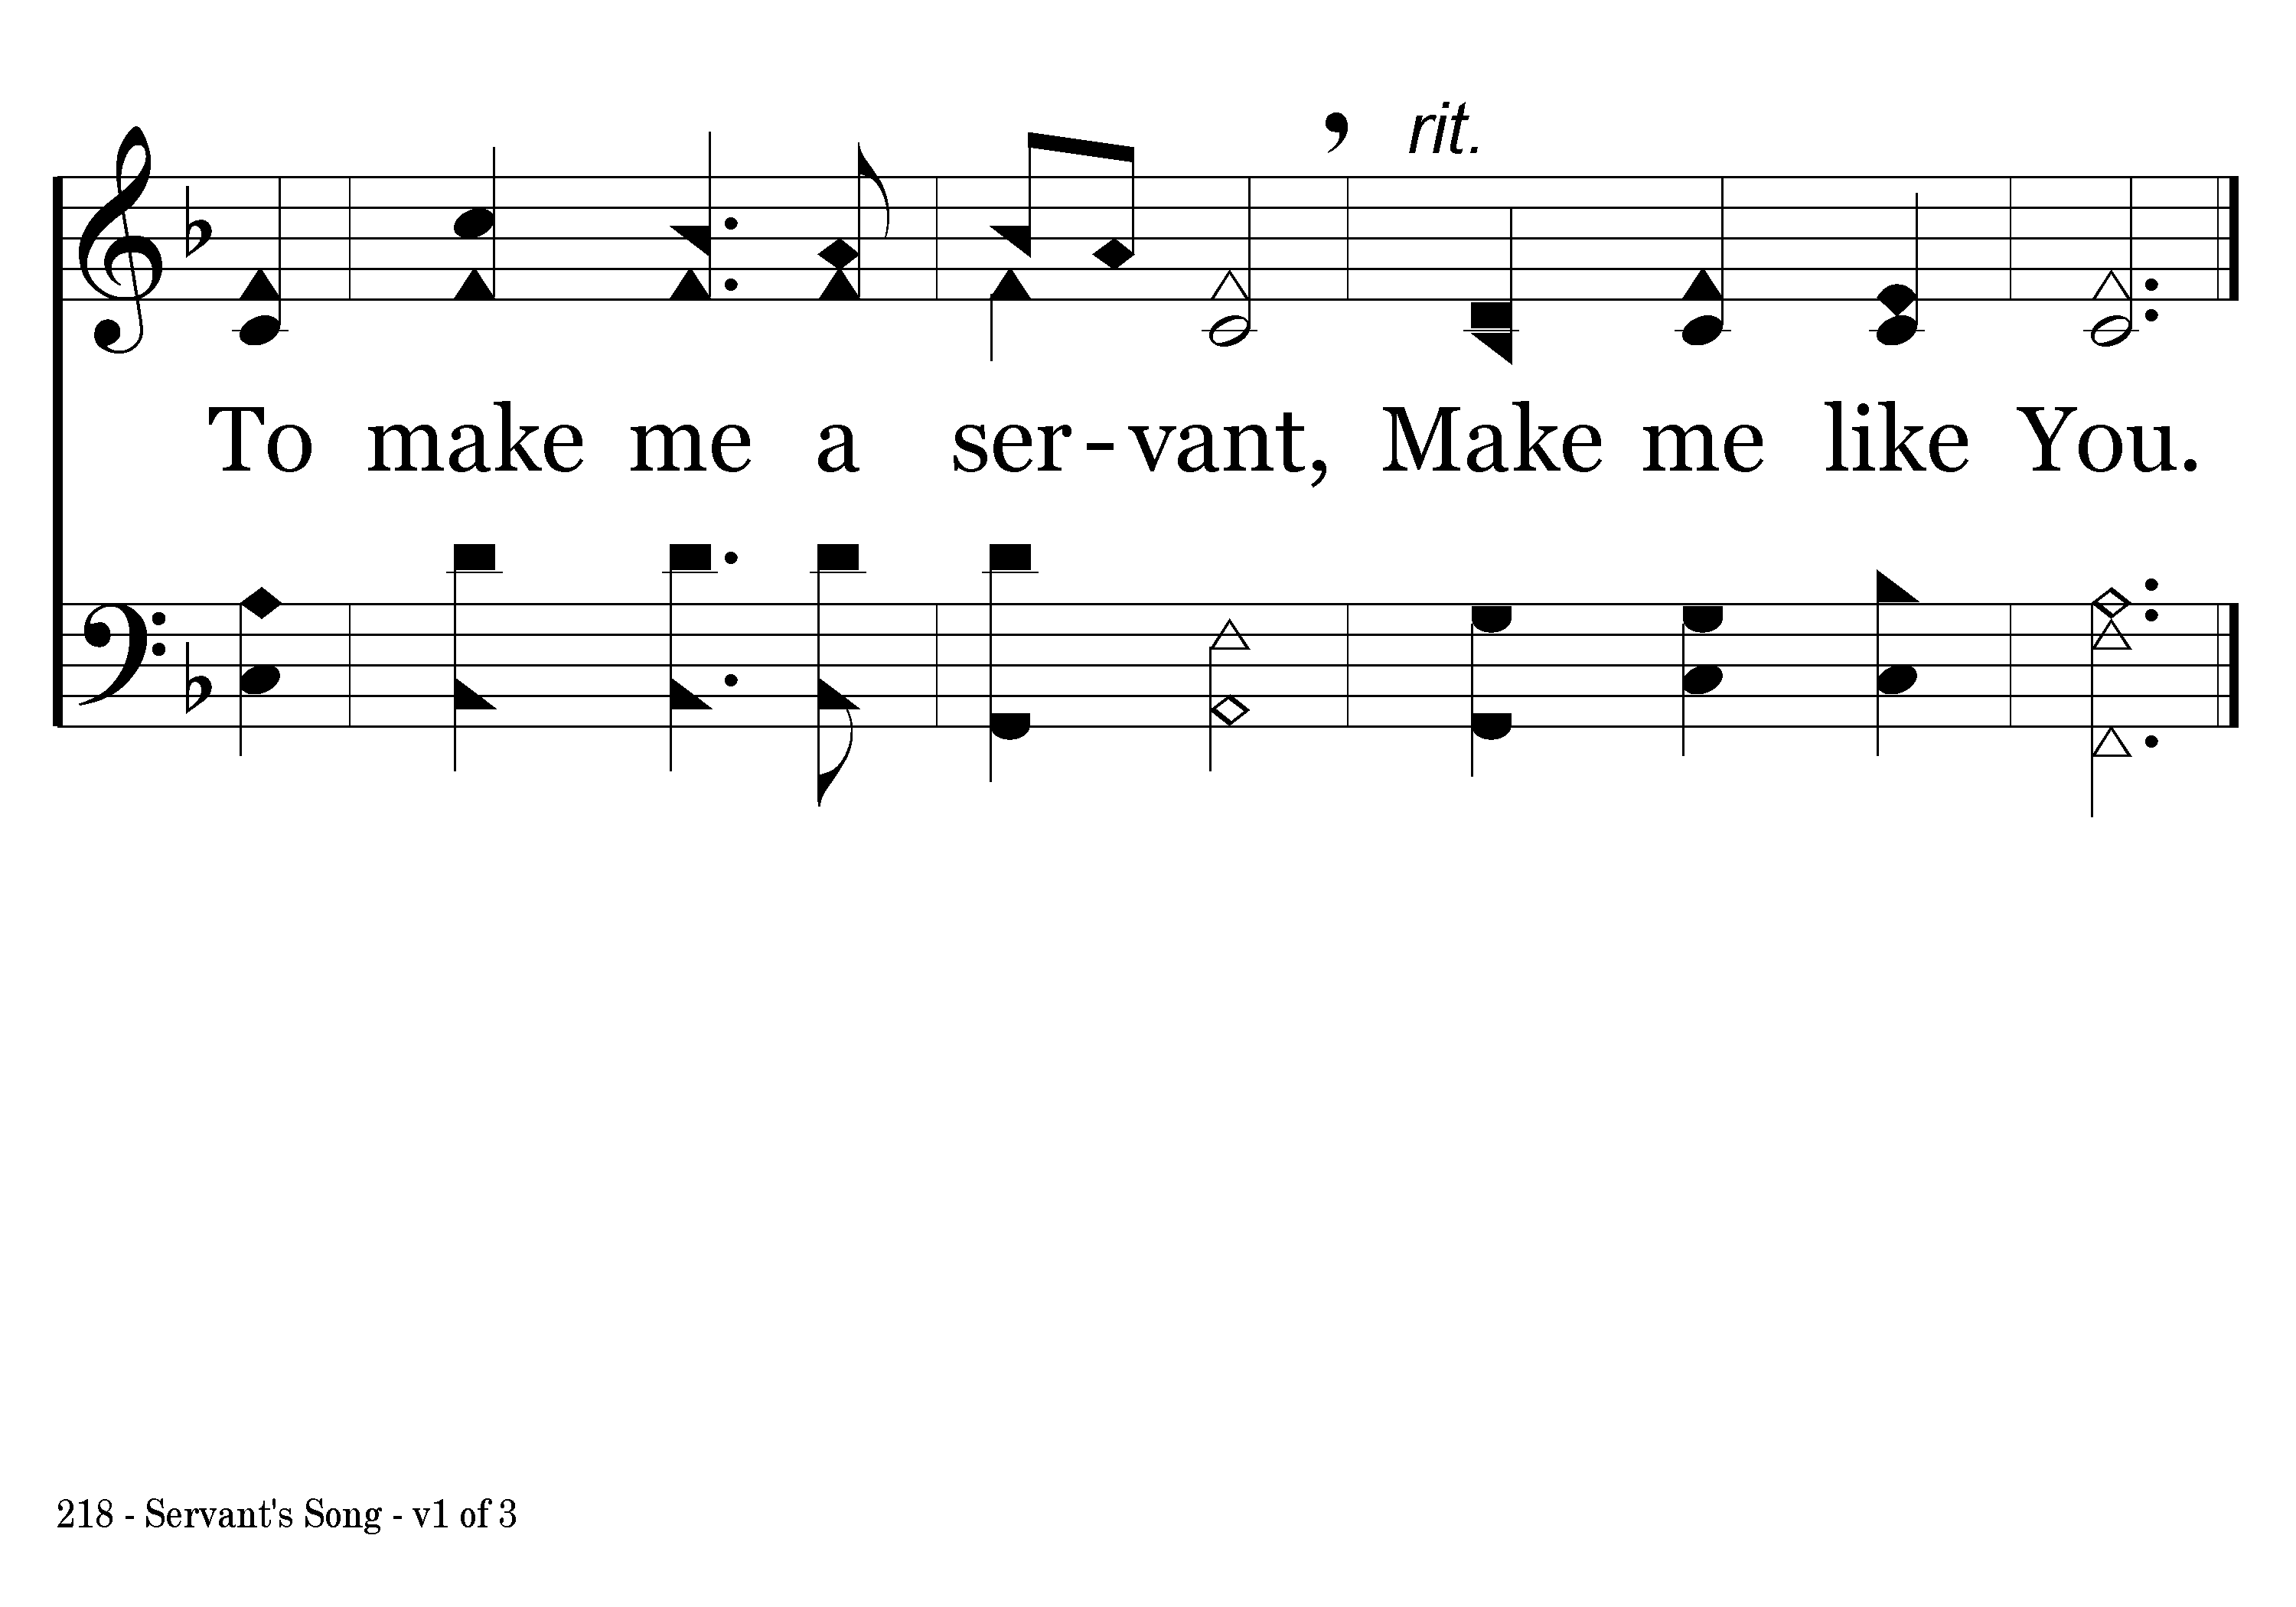 rit.
To make me a ser-vant, Make me like You.
218 - Servant's Song - v1 of 3